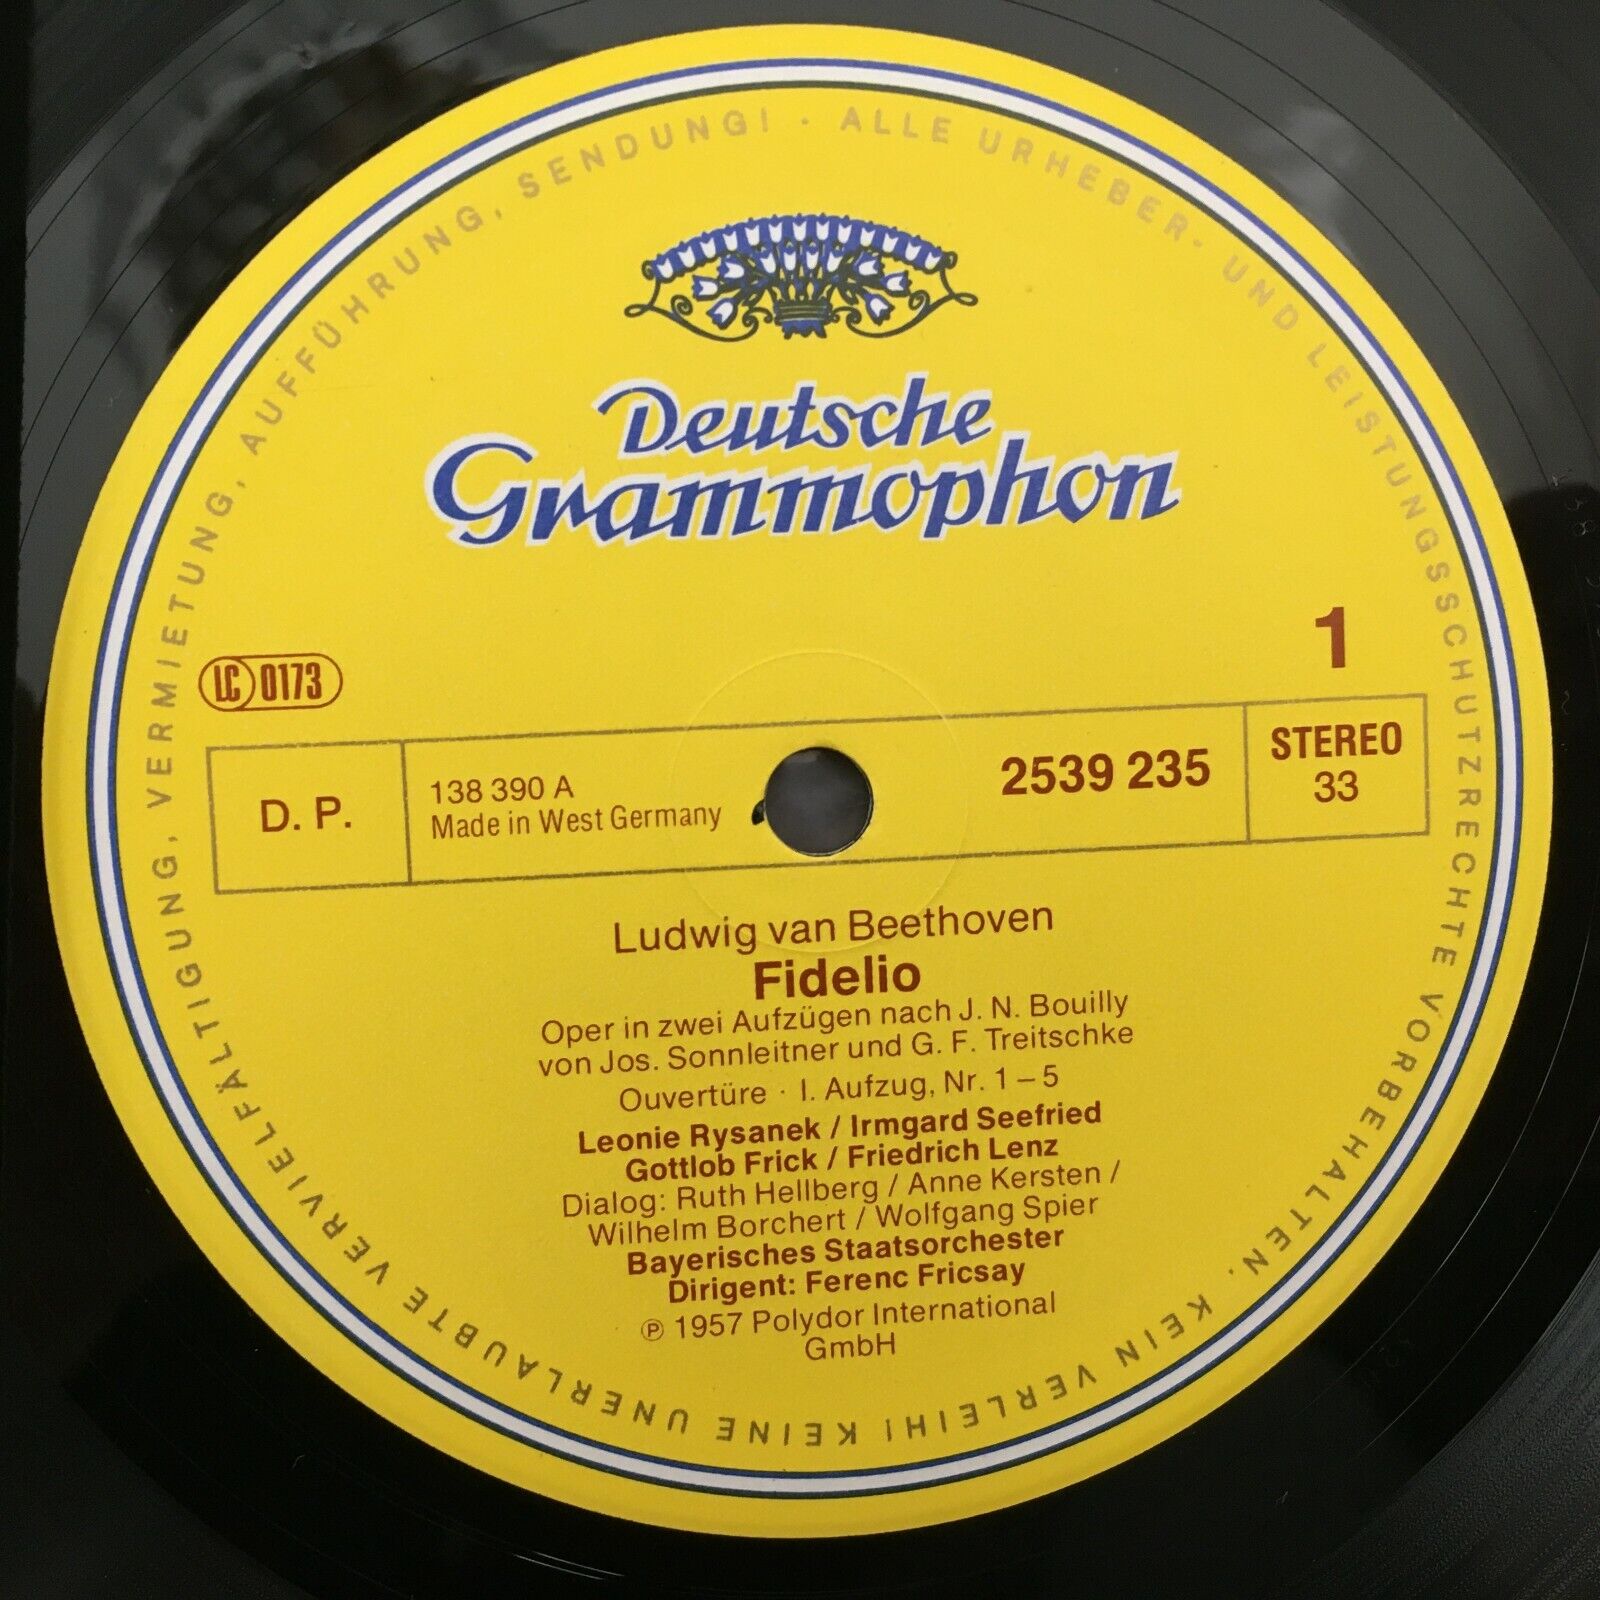 ALLE URHEBER- UND LEISTUNGSSCHUTZRECHTE VORBEHALTEN. KEIN VERLEIH! KEINE UNERLAUBTE VERVIELFÄLTIGUNG, VERMIETUNG, AUFFÜHRUNG, SENDUNG! ·
Deutsche
Grammophon
1
LC 0173
D. P.
138 390 A
Made in West Germany
2539 235
STEREO
33
Ludwig van Beethoven
Fidelio
Oper in zwei Aufzügen nach J. N. Bouilly
von Jos. Sonnleitner und G. F. Treitschke
Ouvertüre · I. Aufzug, Nr. 1 – 5
Leonie Rysanek / Irmgard Seefried
Gottlob Frick / Friedrich Lenz
Dialog: Ruth Hellberg / Anne Kersten /
Wilhelm Borchert / Wolfgang Spier
Bayerisches Staatsorchester
Dirigent: Ferenc Fricsay
℗ 1957 Polydor International
GmbH